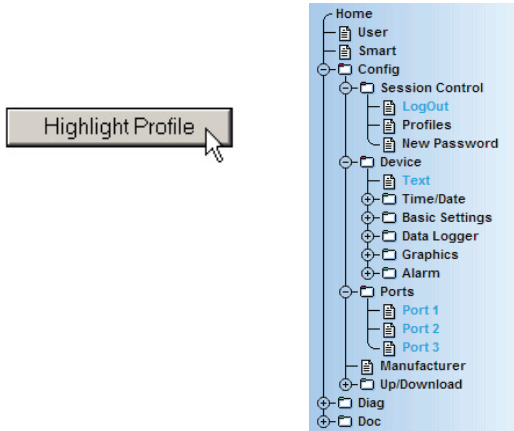 Highlight Profile
Home
User
Smart
Config
Session Control
LogOut
Profiles
New Password
Device
Text
Time/Date
Basic Settings
Data Logger
Graphics
Alarm
Ports
Port 1
Port 2
Port 3
Manufacturer
Up/Download
Diag
Doc